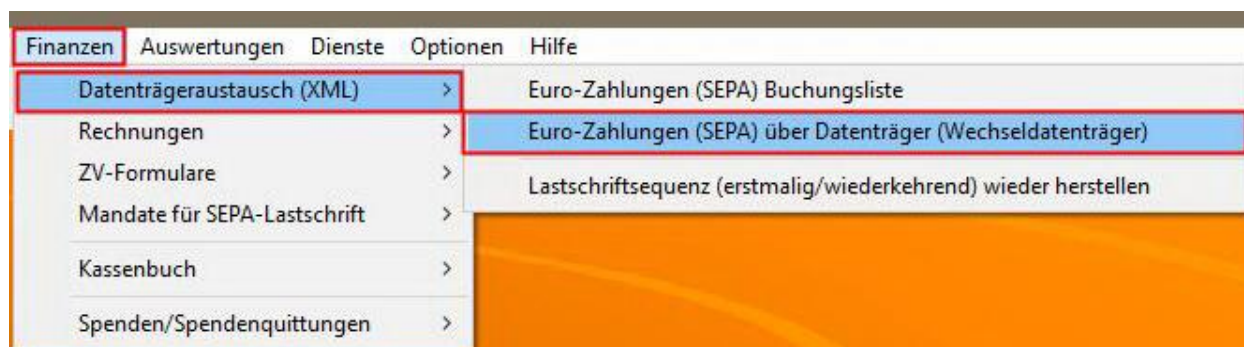 Finanzen Auswertungen Dienste Optionen Hilfe
Datenträgeraustausch (XML) >
Rechnungen >
ZV-Formulare >
Mandate für SEPA-Lastschrift >
Kassenbuch >
Spenden/Spendenquittungen >
Euro-Zahlungen (SEPA) Buchungsliste
Euro-Zahlungen (SEPA) über Datenträger (Wechseldatenträger)
Lastschriftsequenz (erstmalig/wiederkehrend) wieder herstellen